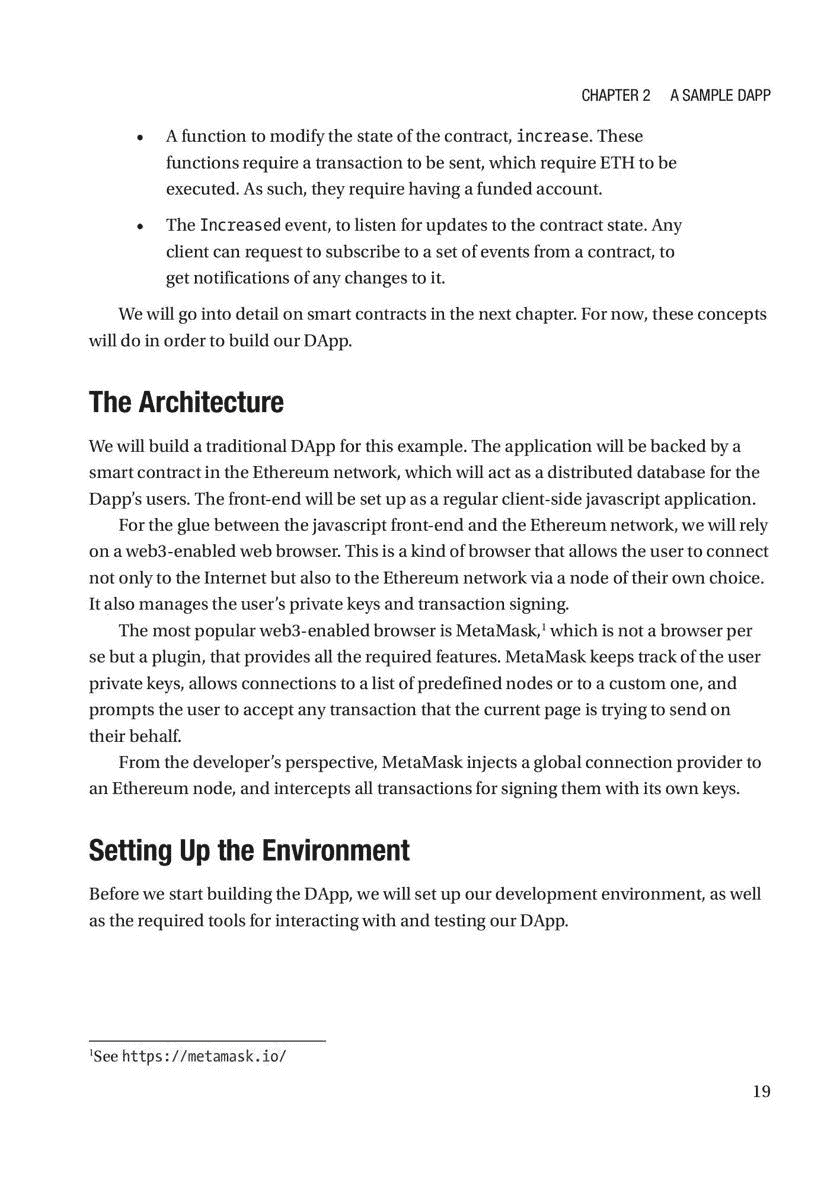 CHAPTER 2 A SAMPLE DAPP
• A function to modify the state of the contract, increase. These
functions require a transaction to be sent, which require ETH to be
executed. As such, they require having a funded account.
• The Increased event, to listen for updates to the contract state. Any
client can request to subscribe to a set of events from a contract, to
get notifications of any changes to it.
We will go into detail on smart contracts in the next chapter. For now, these concepts
will do in order to build our DApp.
The Architecture
We will build a traditional DApp for this example. The application will be backed by a
smart contract in the Ethereum network, which will act as a distributed database for the
Dapp’s users. The front-end will be set up as a regular client-side javascript application.
For the glue between the javascript front-end and the Ethereum network, we will rely
on a web3-enabled web browser. This is a kind of browser that allows the user to connect
not only to the Internet but also to the Ethereum network via a node of their own choice.
It also manages the user’s private keys and transaction signing.
The most popular web3-enabled browser is MetaMask,¹ which is not a browser per
se but a plugin, that provides all the required features. MetaMask keeps track of the user
private keys, allows connections to a list of predefined nodes or to a custom one, and
prompts the user to accept any transaction that the current page is trying to send on
their behalf.
From the developer’s perspective, MetaMask injects a global connection provider to
an Ethereum node, and intercepts all transactions for signing them with its own keys.
Setting Up the Environment
Before we start building the DApp, we will set up our development environment, as well
as the required tools for interacting with and testing our DApp.
¹See https://metamask.io/
19